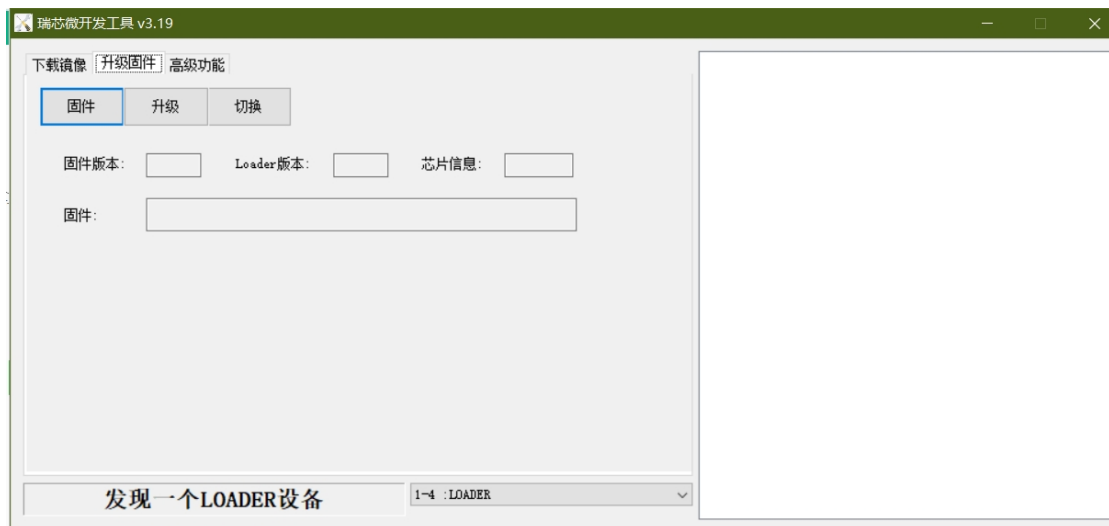 瑞芯微开发工具 v3.19
下载镜像 升级固件 高级功能
固件 升级 切换
固件版本: Loader版本: 芯片信息:
固件:
发现一个LOADER设备 1-4 :LOADER